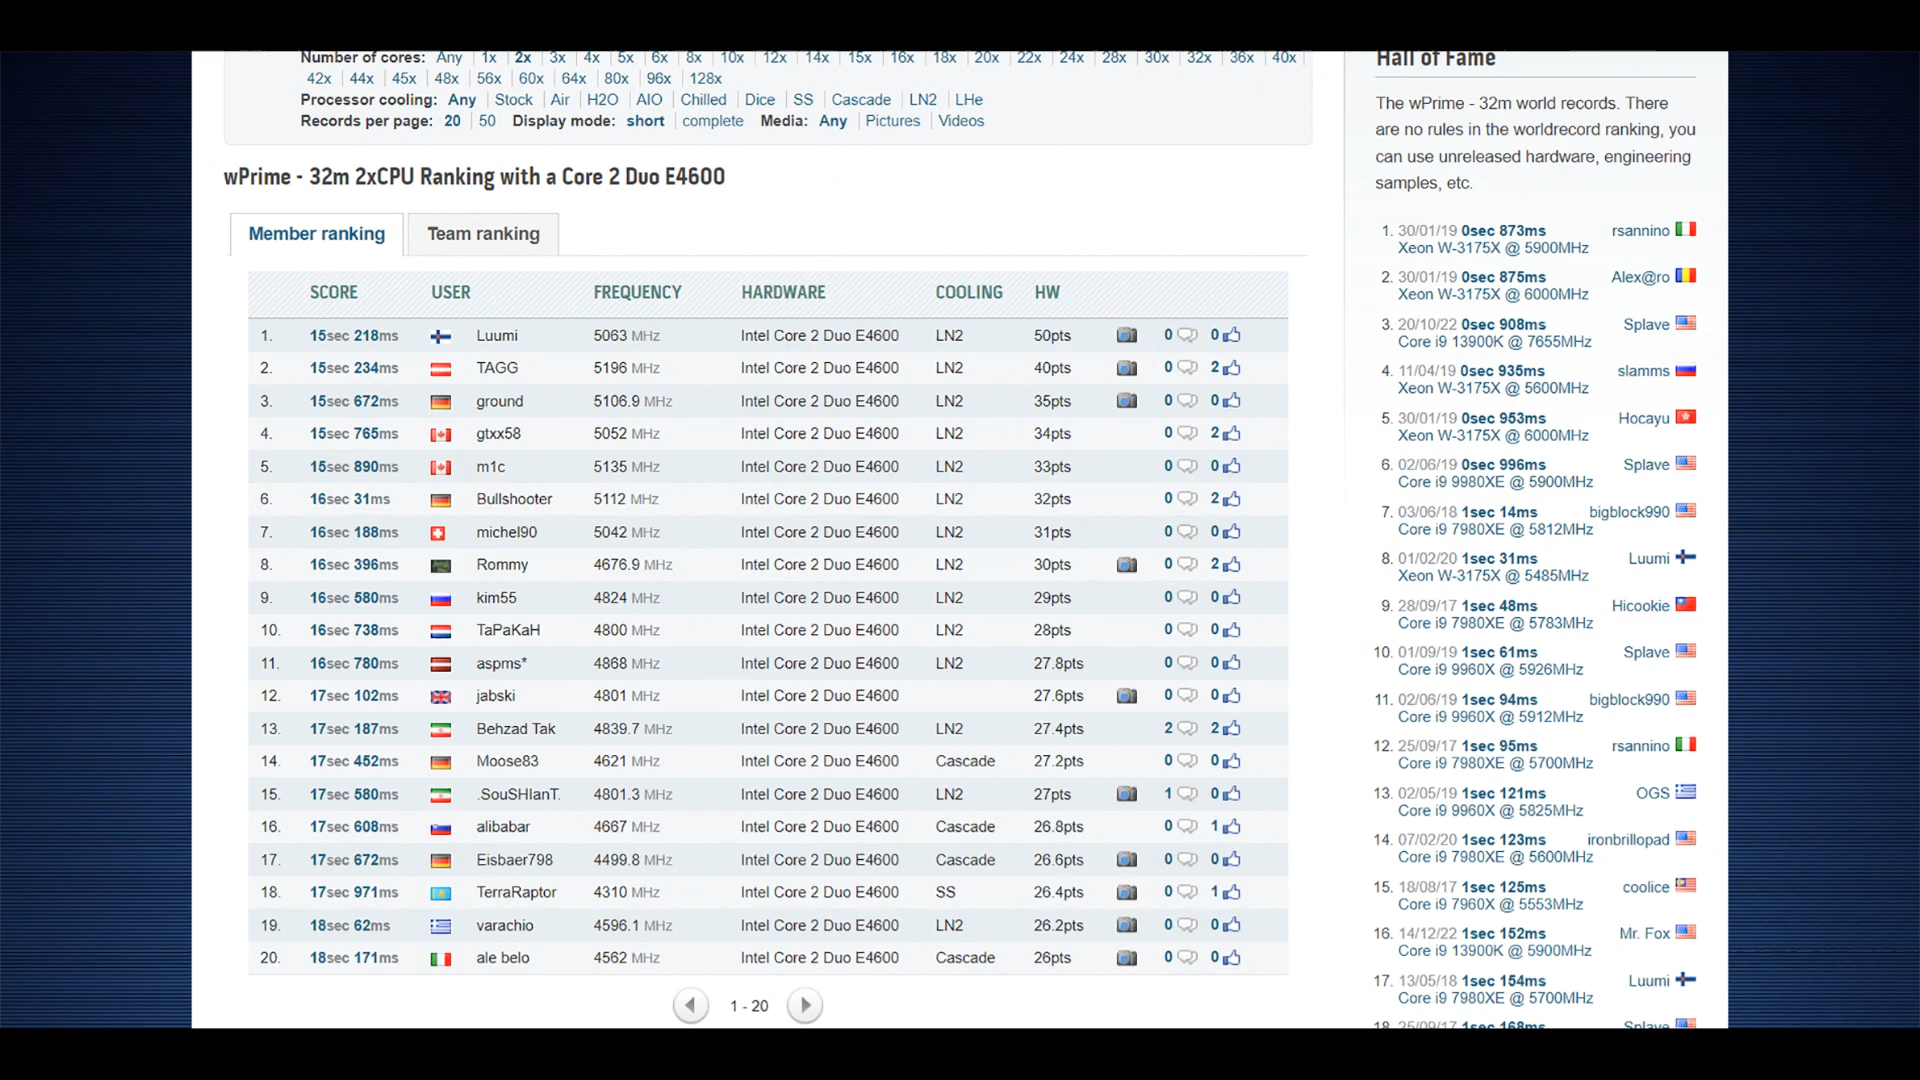 Number of cores: Any 1x 2x 3x 4x 5x 6x 8x 10x 12x 14x 15x 16x 18x 20x 22x 24x 28x 30x 32x 36x 40x
42x 44x 45x 48x 56x 60x 64x 80x 96x 128x
Processor cooling: Any Stock Air H2O AIO Chilled Dice SS Cascade LN2 LHe
Records per page: 20 50 Display mode: short complete Media: Any Pictures Videos
wPrime - 32m 2xCPU Ranking with a Core 2 Duo E4600
Member ranking Team ranking
SCORE USER FREQUENCY HARDWARE COOLING HW
1. 15sec 218ms Luumi 5063 MHz Intel Core 2 Duo E4600 LN2 50pts 0 0
2. 15sec 234ms TAGG 5196 MHz Intel Core 2 Duo E4600 LN2 40pts 0 2
3. 15sec 672ms ground 5106.9 MHz Intel Core 2 Duo E4600 LN2 35pts 0 0
4. 15sec 765ms gtxx58 5052 MHz Intel Core 2 Duo E4600 LN2 34pts 0 2
5. 15sec 890ms m1c 5135 MHz Intel Core 2 Duo E4600 LN2 33pts 0 0
6. 16sec 31ms Bullshooter 5112 MHz Intel Core 2 Duo E4600 LN2 32pts 0 2
7. 16sec 188ms michel90 5042 MHz Intel Core 2 Duo E4600 LN2 31pts 0 0
8. 16sec 396ms Rommy 4676.9 MHz Intel Core 2 Duo E4600 LN2 30pts 0 2
9. 16sec 580ms kim55 4824 MHz Intel Core 2 Duo E4600 LN2 29pts 0 0
10. 16sec 738ms TaPaKaH 4800 MHz Intel Core 2 Duo E4600 LN2 28pts 0 0
11. 16sec 780ms aspms* 4868 MHz Intel Core 2 Duo E4600 LN2 27.8pts 0 0
12. 17sec 102ms jabski 4801 MHz Intel Core 2 Duo E4600 27.6pts 0 0
13. 17sec 187ms Behzad Tak 4839.7 MHz Intel Core 2 Duo E4600 LN2 27.4pts 2 2
14. 17sec 452ms Moose83 4621 MHz Intel Core 2 Duo E4600 Cascade 27.2pts 0 0
15. 17sec 580ms .SouSHIanT. 4801.3 MHz Intel Core 2 Duo E4600 LN2 27pts 1 0
16. 17sec 608ms alibabar 4667 MHz Intel Core 2 Duo E4600 Cascade 26.8pts 0 1
17. 17sec 672ms Eisbaer798 4499.8 MHz Intel Core 2 Duo E4600 Cascade 26.6pts 0 0
18. 17sec 971ms TerraRaptor 4310 MHz Intel Core 2 Duo E4600 SS 26.4pts 0 1
19. 18sec 62ms varachio 4596.1 MHz Intel Core 2 Duo E4600 LN2 26.2pts 0 0
20. 18sec 171ms ale belo 4562 MHz Intel Core 2 Duo E4600 Cascade 26pts 0 0
1 - 20
Hall of Fame
The wPrime - 32m world records. There
are no rules in the worldrecord ranking, you
can use unreleased hardware, engineering
samples, etc.
1. 30/01/19 0sec 873ms rsannino
Xeon W-3175X @ 5900MHz
2. 30/01/19 0sec 875ms Alex@ro
Xeon W-3175X @ 6000MHz
3. 20/10/22 0sec 908ms Splave
Core i9 13900K @ 7655MHz
4. 11/04/19 0sec 935ms slamms
Xeon W-3175X @ 5600MHz
5. 30/01/19 0sec 953ms Hocayu
Xeon W-3175X @ 6000MHz
6. 02/06/19 0sec 996ms Splave
Core i9 9980XE @ 5900MHz
7. 03/06/18 1sec 14ms bigblock990
Core i9 7980XE @ 5812MHz
8. 01/02/20 1sec 31ms Luumi
Xeon W-3175X @ 5485MHz
9. 28/09/17 1sec 48ms Hicookie
Core i9 7980XE @ 5783MHz
10. 01/09/19 1sec 61ms Splave
Core i9 9960X @ 5926MHz
11. 02/06/19 1sec 94ms bigblock990
Core i9 9960X @ 5912MHz
12. 25/09/17 1sec 95ms rsannino
Core i9 7980XE @ 5700MHz
13. 02/05/19 1sec 121ms OGS
Core i9 9960X @ 5825MHz
14. 07/02/20 1sec 123ms ironbrillopad
Core i9 7980XE @ 5600MHz
15. 18/08/17 1sec 125ms coolice
Core i9 7960X @ 5553MHz
16. 14/12/22 1sec 152ms Mr. Fox
Core i9 13900K @ 5900MHz
17. 13/05/18 1sec 154ms Luumi
Core i9 7980XE @ 5700MHz
18. 25/09/17 1sec 168ms Splave